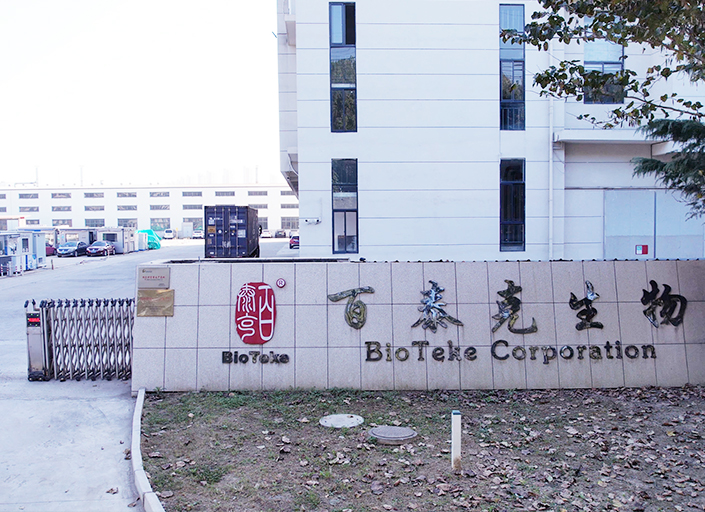 ®
BioTeke
百泰克生物
BioTeke Corporation